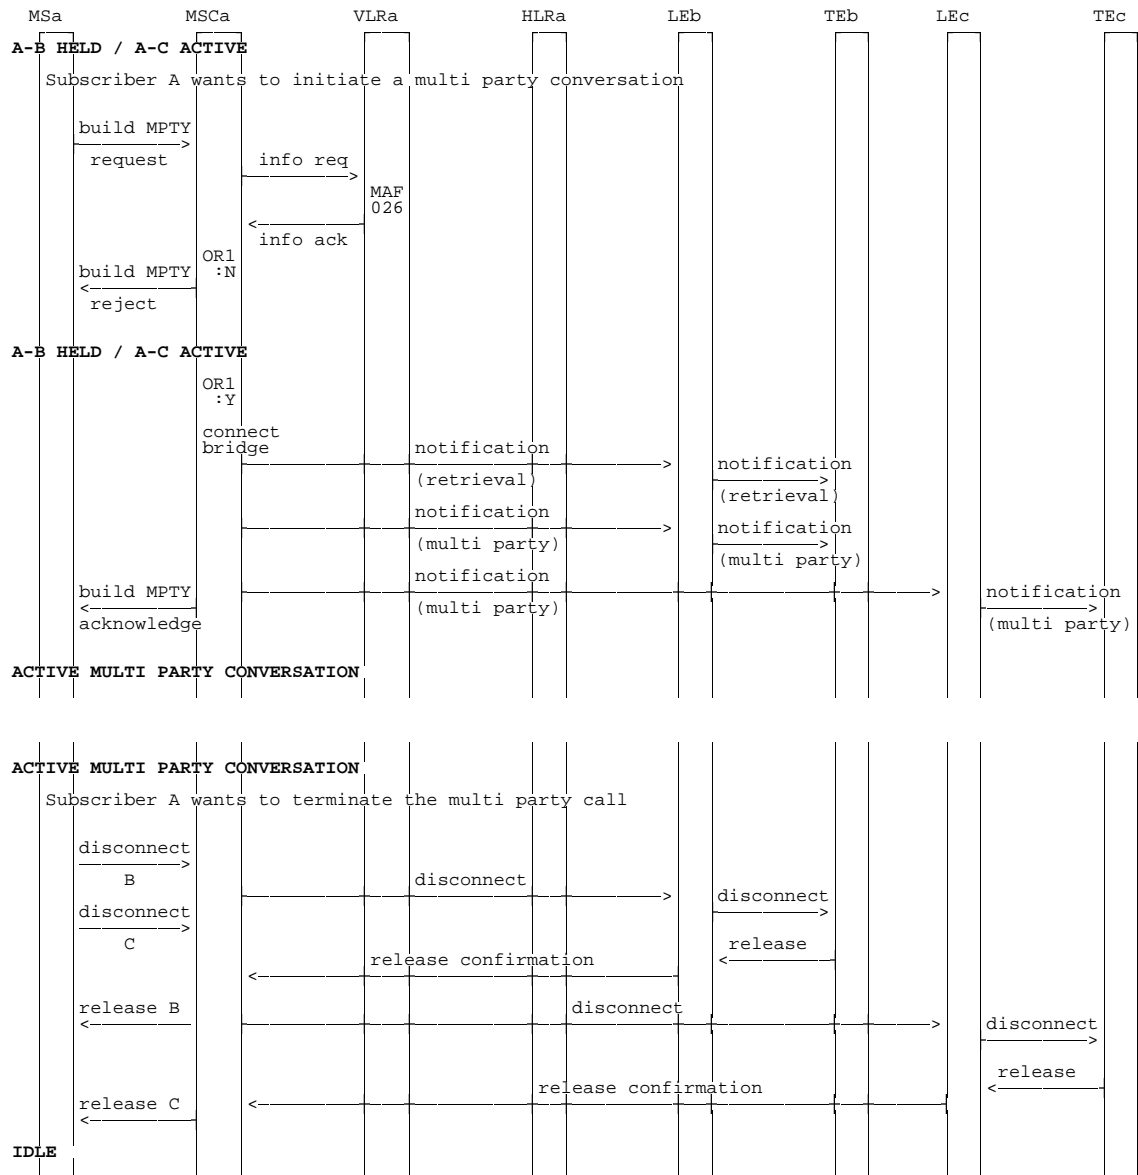 MSa MSCa VLRa HLRa LEb TEb LEc TEc
A-B HELD / A-C ACTIVE
Subscriber A wants to initiate a multi party conversation
build MPTY
request
info req
MAF
026
info ack
OR1
:N
build MPTY
reject
A-B HELD / A-C ACTIVE
OR1
:Y
connect
bridge
notification
(retrieval)
notification
(retrieval)
notification
(multi party)
notification
(multi party)
notification
(multi party)
build MPTY
acknowledge
notification
(multi party)
ACTIVE MULTI PARTY CONVERSATION
ACTIVE MULTI PARTY CONVERSATION
Subscriber A wants to terminate the multi party call
disconnect
B
disconnect
disconnect
disconnect
C
release
release confirmation
release B
disconnect
disconnect
release
release confirmation
release C
IDLE